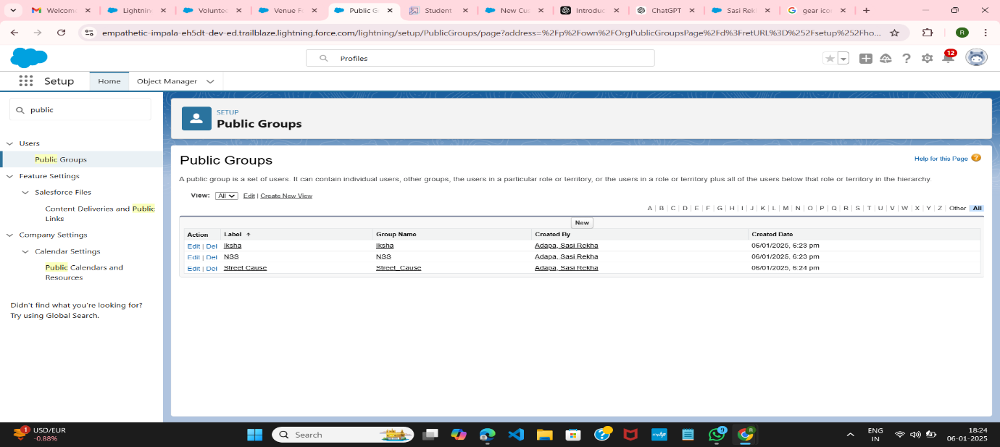 Welcome
Lightnin
Voluntee
Venue F
Public G
Student
New Cu
Introduc
ChatGPT
Sasi Rek
gear ico
empathetic-impala-eh5dt-dev-ed.trailblaze.lightning.force.com/lightning/setup/PublicGroups/page?address=%2Fp%2Fown%2FOrgPublicGroupsPage%2Fd%3FretURL%3D%252Fsetup%252Fho...
R
Profiles
12
Setup
Home
Object Manager
public
Users
Public Groups
Feature Settings
Salesforce Files
Content Deliveries and Public
Links
Company Settings
Calendar Settings
Public Calendars and
Resources
Didn't find what you're looking for?
Try using Global Search.
SETUP
Public Groups
Public Groups
Help for this Page ?
A public group is a set of users. It can contain individual users, other groups, the users in a particular role or territory, or the users in a role or territory plus all of the users below that role or territory in the hierarchy.
View: All Edit | Create New View
A | B | C | D | E | F | G | H | I | J | K | L | M | N | O | P | Q | R | S | T | U | V | W | X | Y | Z | Other | All
New
Action Label ↑ Group Name Created By Created Date
Edit | Del Iksha Iksha Adapa, Sasi Rekha 06/01/2025, 6:23 pm
Edit | Del NSS NSS Adapa, Sasi Rekha 06/01/2025, 6:23 pm
Edit | Del Street Cause Street_Cause Adapa, Sasi Rekha 06/01/2025, 6:24 pm
1
USD/EUR
-0.88%
Search
9
R
ENG
IN
18:24
06-01-2025